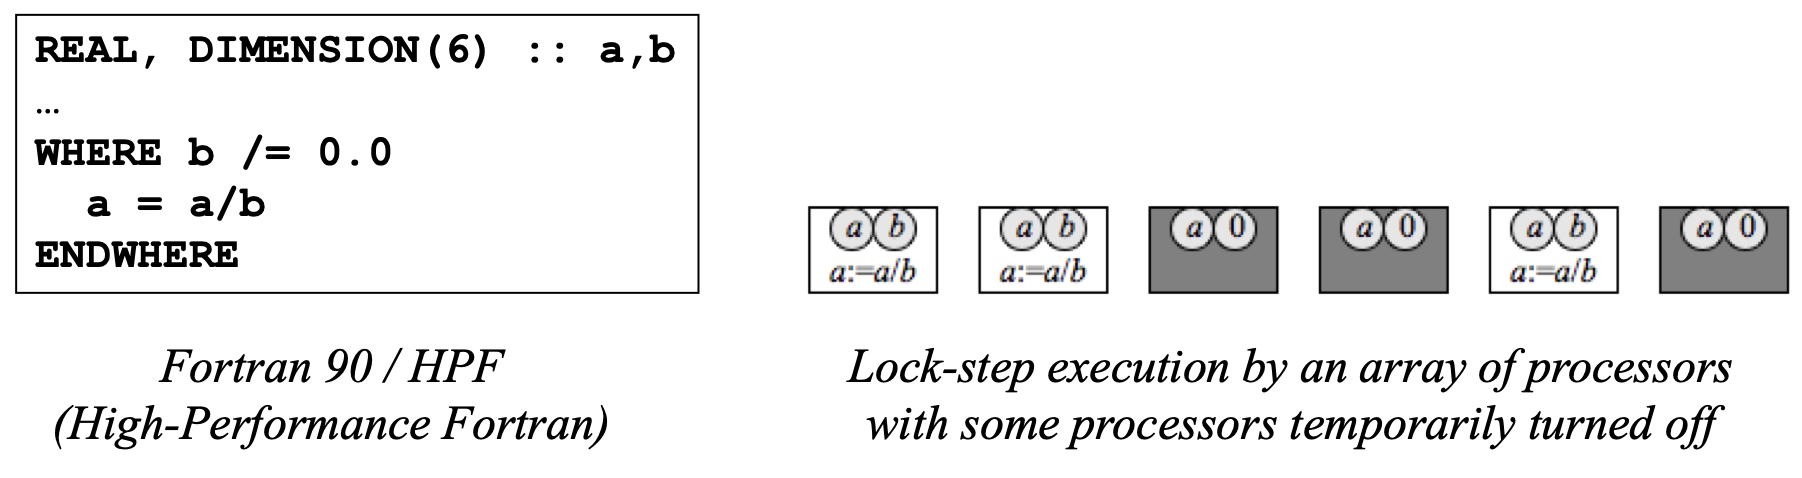 REAL, DIMENSION(6) :: a,b
…
WHERE b /= 0.0
a = a/b
ENDWHERE
a b a b a 0 a 0 a b a 0
a:=a/b a:=a/b a:=a/b
Fortran 90 / HPF
(High-Performance Fortran)
Lock-step execution by an array of processors
with some processors temporarily turned off